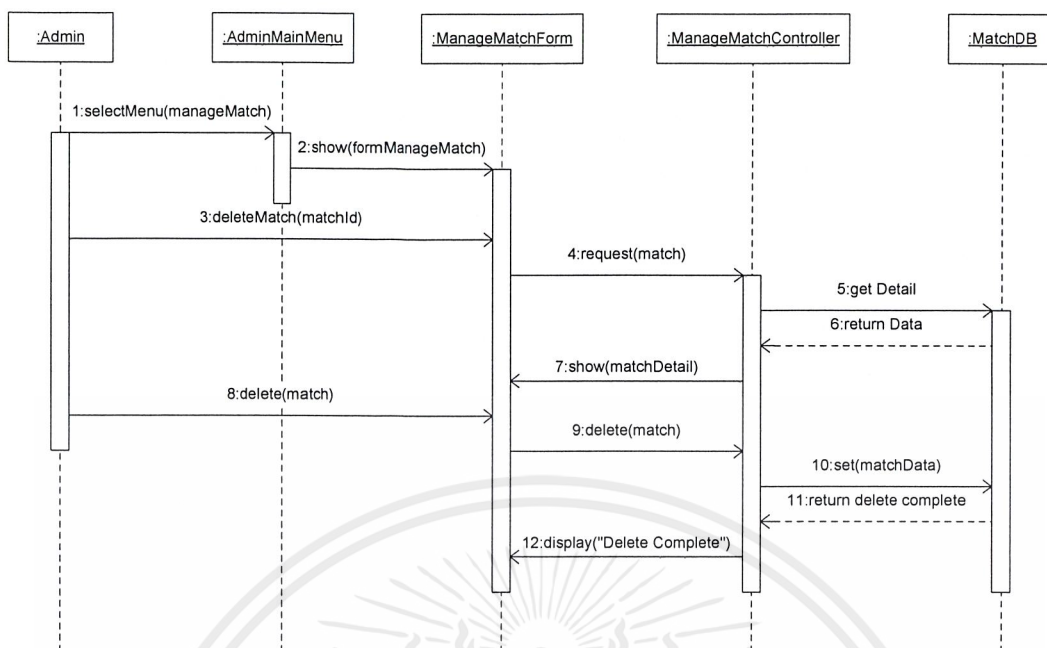 :Admin
:AdminMainMenu
:ManageMatchForm
:ManageMatchController
:MatchDB
1:selectMenu(manageMatch)
2:show(formManageMatch)
3:deleteMatch(matchId)
4:request(match)
5:get Detail
6:return Data
7:show(matchDetail)
8:delete(match)
9:delete(match)
10:set(matchData)
11:return delete complete
12:display("Delete Complete")